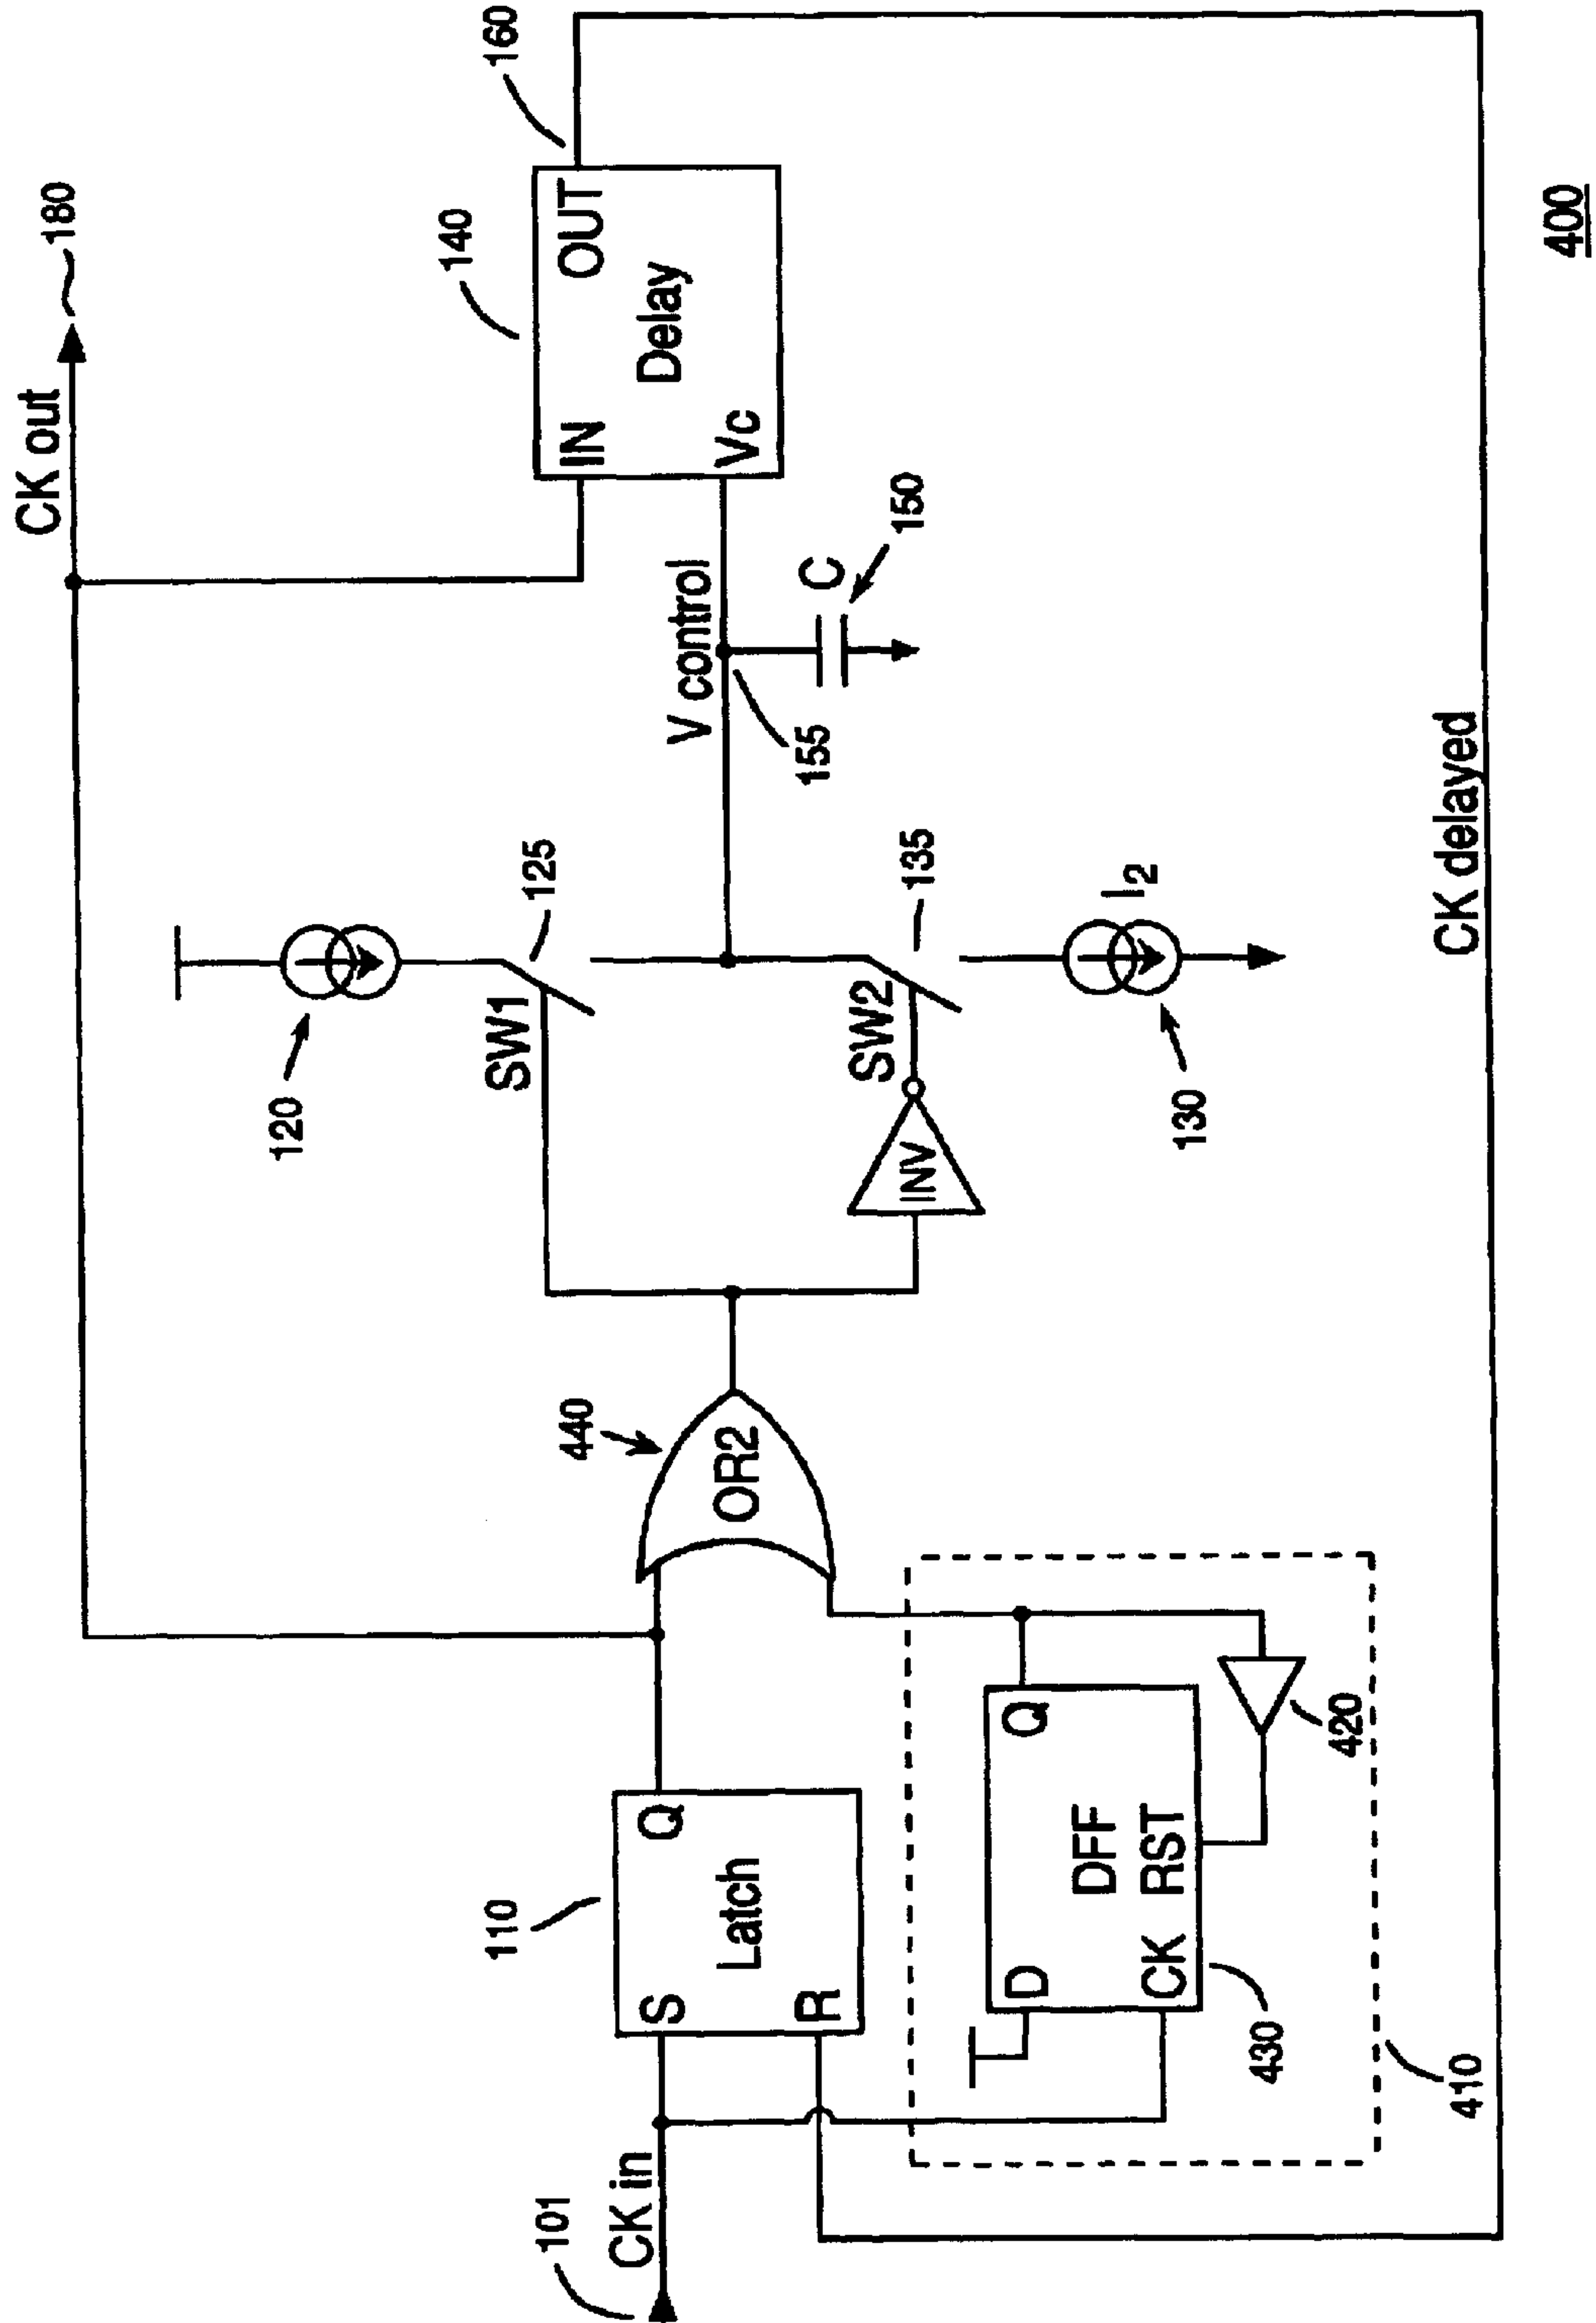 CK out
180
160
140
IN
OUT
Delay
Vc
V control
C
150
155
120
SW1
125
SW2
135
INV
I2
130
440
OR2
110
S
Q
Latch
R
101
CK in
D
Q
DFF
CK
RST
430
420
410
CK delayed
400